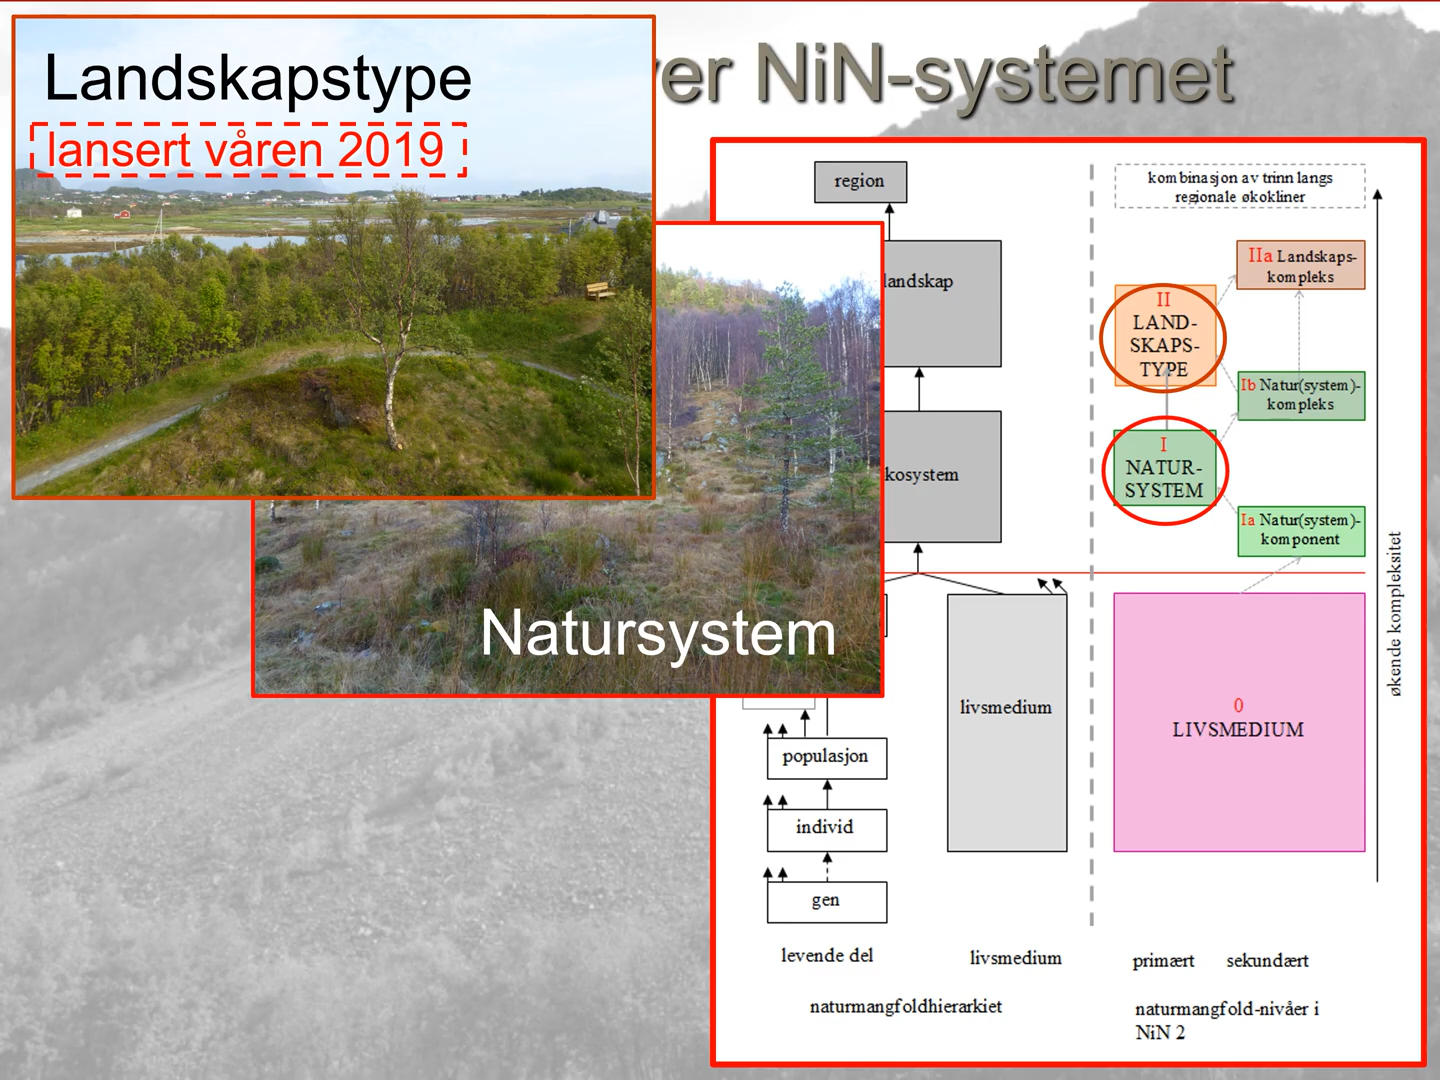 Landskapstype
lansert våren 2019
er NiN-systemet
Natursystem
region
landskap
kosystem
livsmedium
populasjon
individ
gen
levende del
livsmedium
naturmangfoldhierarkiet
kombinasjon av trinn langs
regionale økokliner
IIa Landskaps-
kompleks
II
LAND-
SKAPS-
TYPE
Ib Natur(system)-
kompleks
I
NATUR-
SYSTEM
Ia Natur(system)-
komponent
0
LIVSMEDIUM
økende kompleksitet
primært
sekundært
naturmangfold-nivåer i
NiN 2